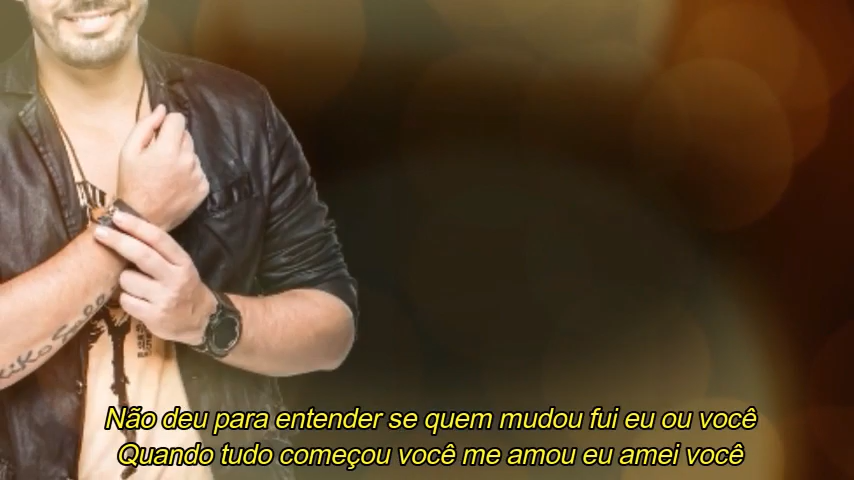 Não deu para entender se quem mudou fui eu ou você
Quando tudo começou você me amou eu amei você